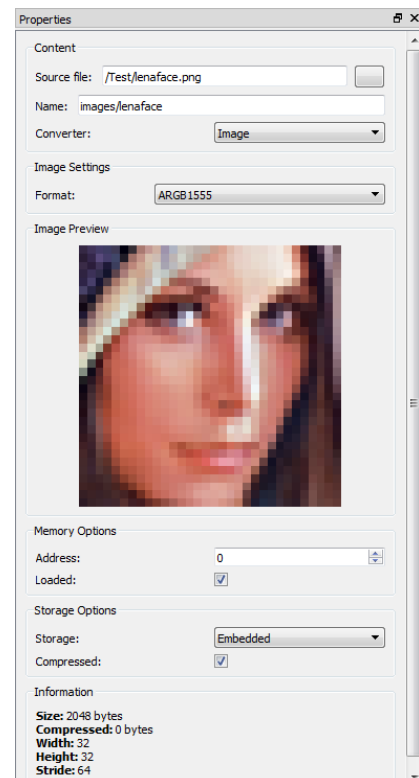 Properties
Content
Source file: /Test/lenaface.png
Name: images/lenaface
Converter: Image
Image Settings
Format: ARGB1555
Image Preview
Memory Options
Address: 0
Loaded:
Storage Options
Storage: Embedded
Compressed:
Information
Size: 2048 bytes
Compressed: 0 bytes
Width: 32
Height: 32
Stride: 64